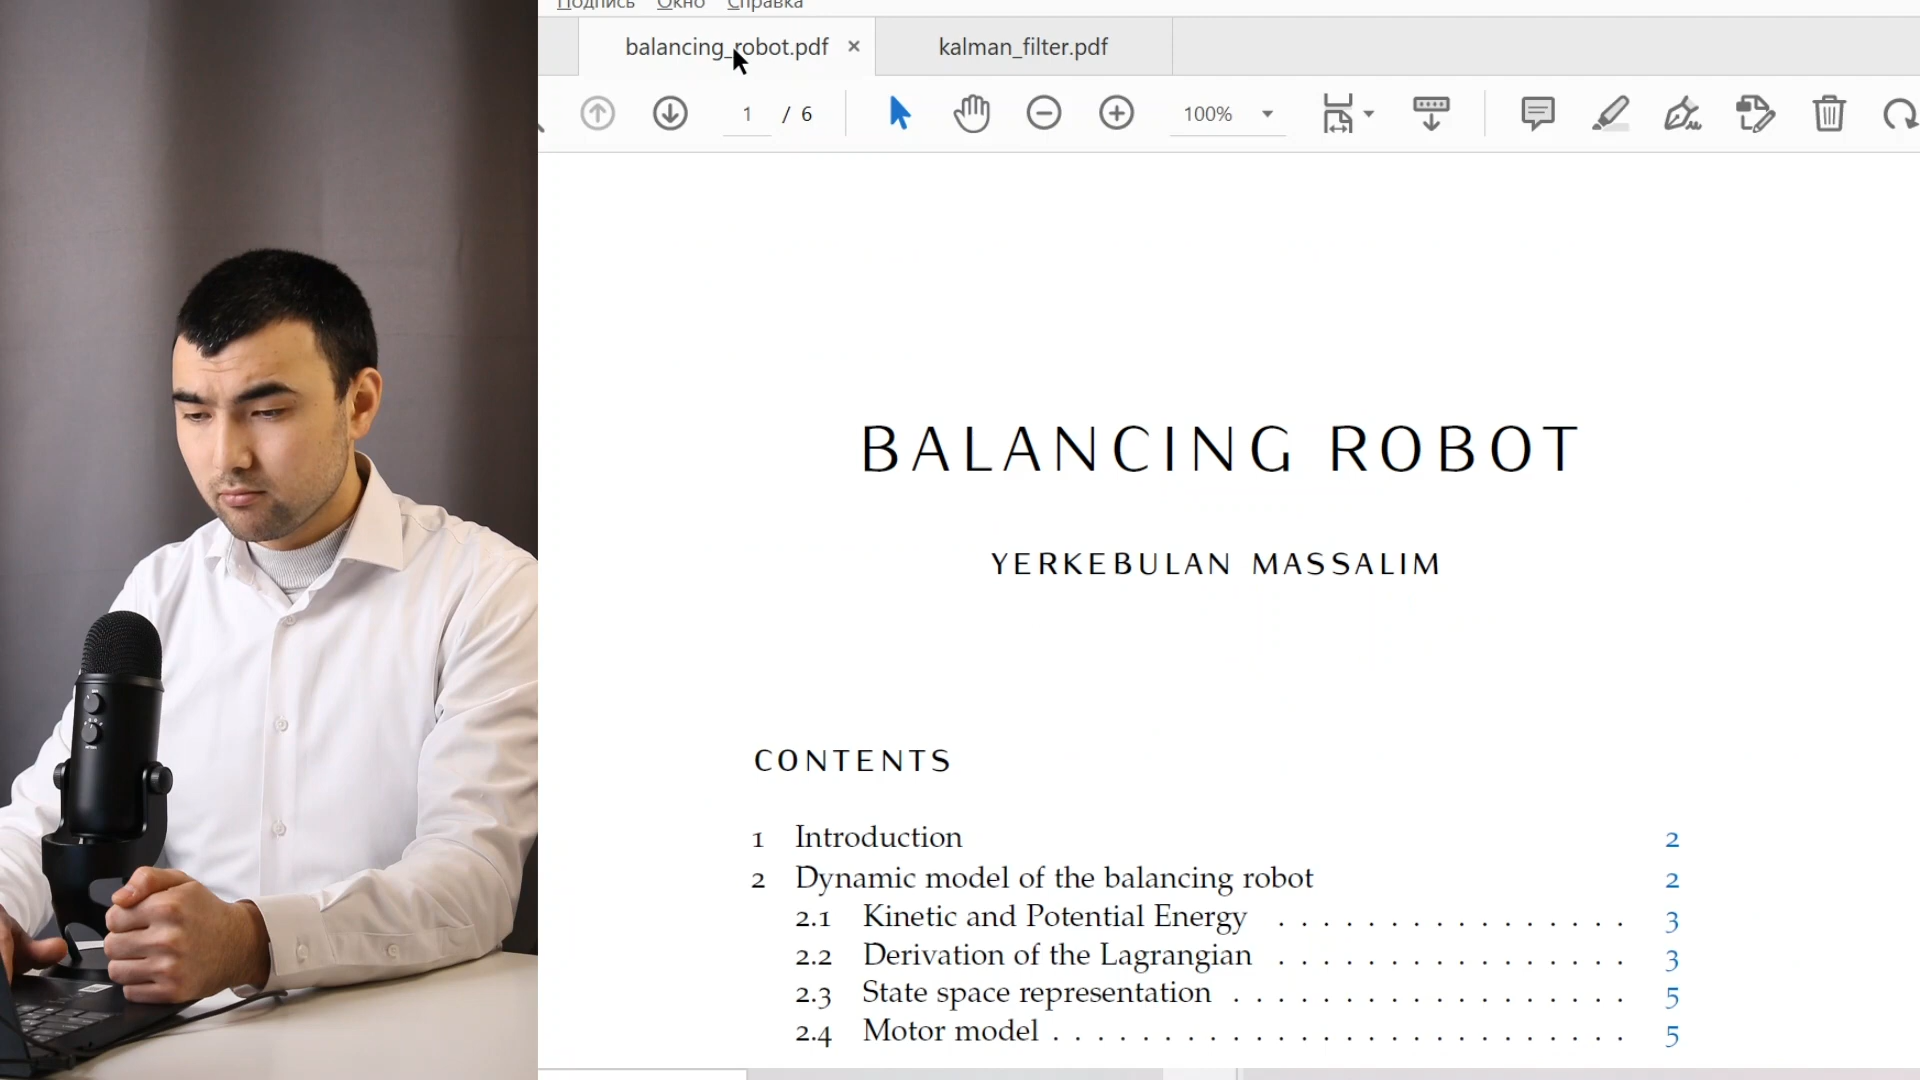 Подпись Окно Справка
balancing_robot.pdf × kalman_filter.pdf
1 / 6 100%
BALANCING ROBOT
YERKEBULAN MASSALIM
CONTENTS
1 Introduction 2
2 Dynamic model of the balancing robot 2
2.1 Kinetic and Potential Energy . . . . . . . . . . . . . . . . 3
2.2 Derivation of the Lagrangian . . . . . . . . . . . . . . . . 3
2.3 State space representation . . . . . . . . . . . . . . . . . . 5
2.4 Motor model . . . . . . . . . . . . . . . . . . . . . . . . . . 5